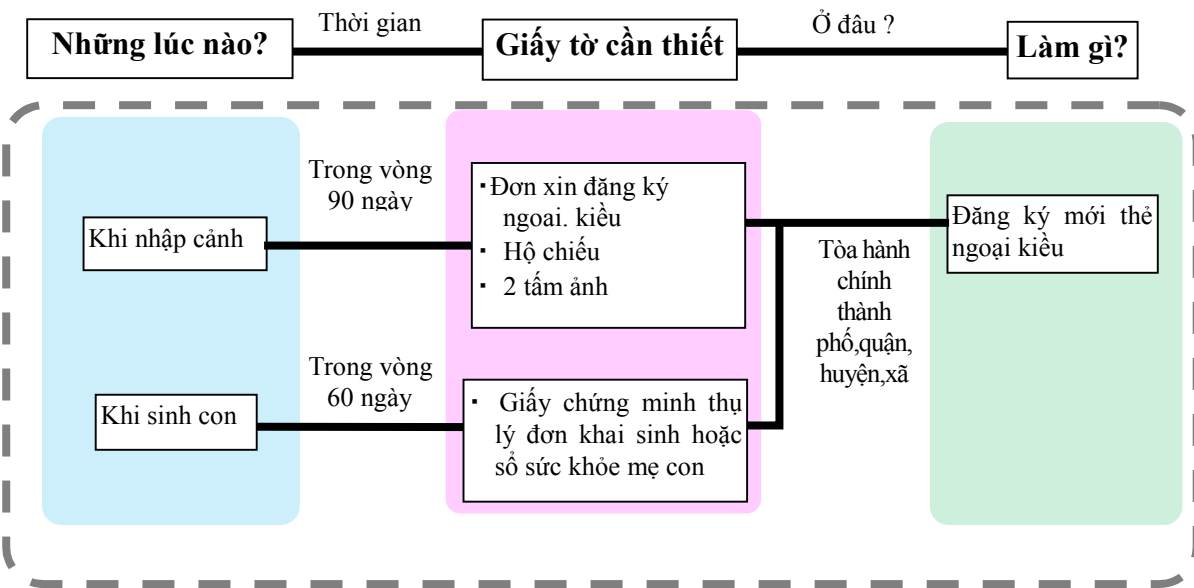 Những lúc nào?
Thời gian
Giấy tờ cần thiết
Ở đâu ?
Làm gì?
Khi nhập cảnh
Trong vòng
90 ngày
▪Đơn xin đăng ký
ngoại. kiều
▪ Hộ chiếu
▪ 2 tấm ảnh
Tòa hành
chính
thành
phố,quận,
huyện,xã
Đăng ký mới thẻ
ngoại kiều
Khi sinh con
Trong vòng
60 ngày
▪ Giấy chứng minh thụ
lý đơn khai sinh hoặc
sổ sức khỏe mẹ con